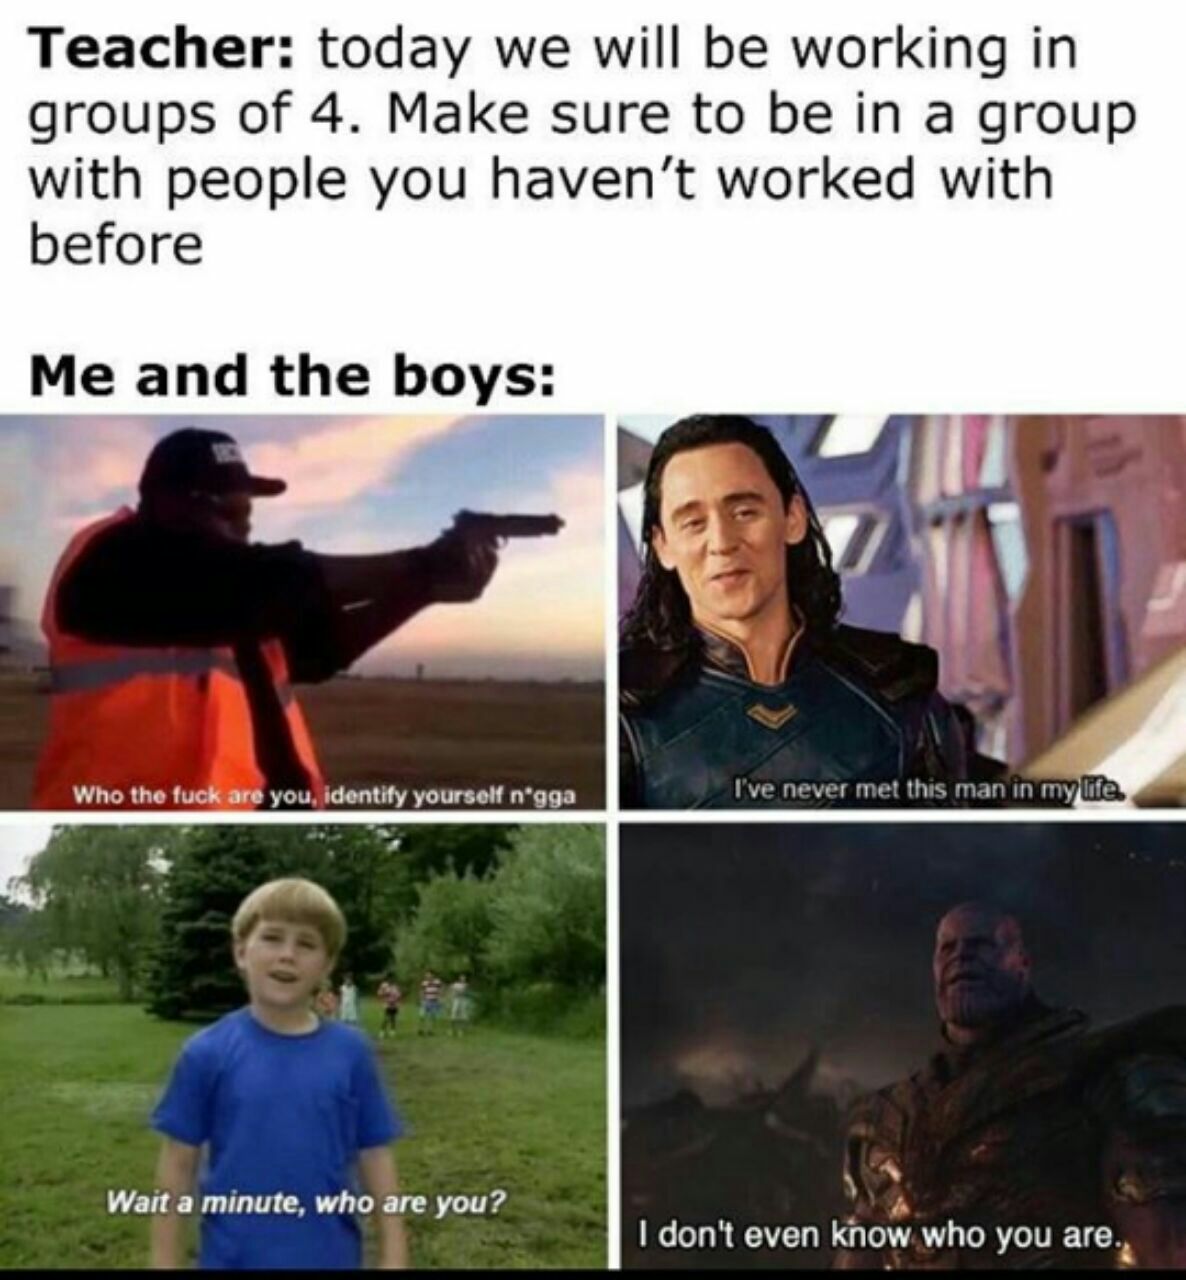 Teacher: today we will be working in
groups of 4. Make sure to be in a group
with people you haven’t worked with
before
Me and the boys:
Who the fuck are you, identify yourself n*gga
I've never met this man in my life.
Wait a minute, who are you?
I don't even know who you are.